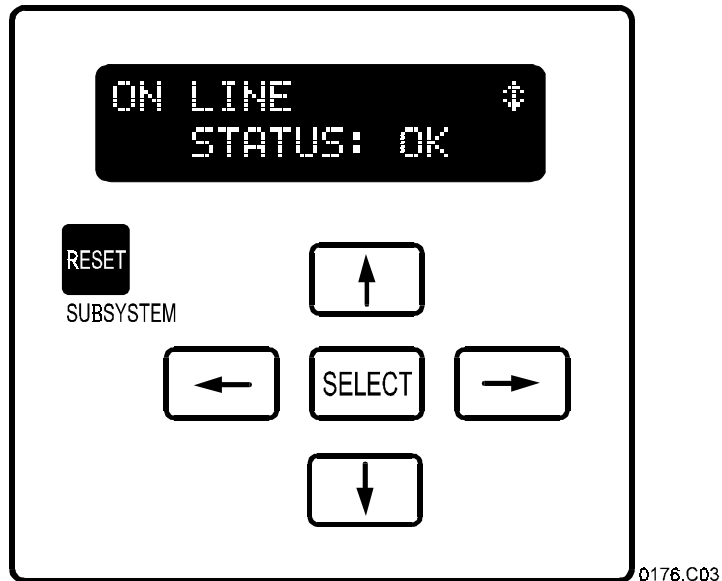 ON LINE
STATUS: OK
RESET
SUBSYSTEM
SELECT
0176.C03